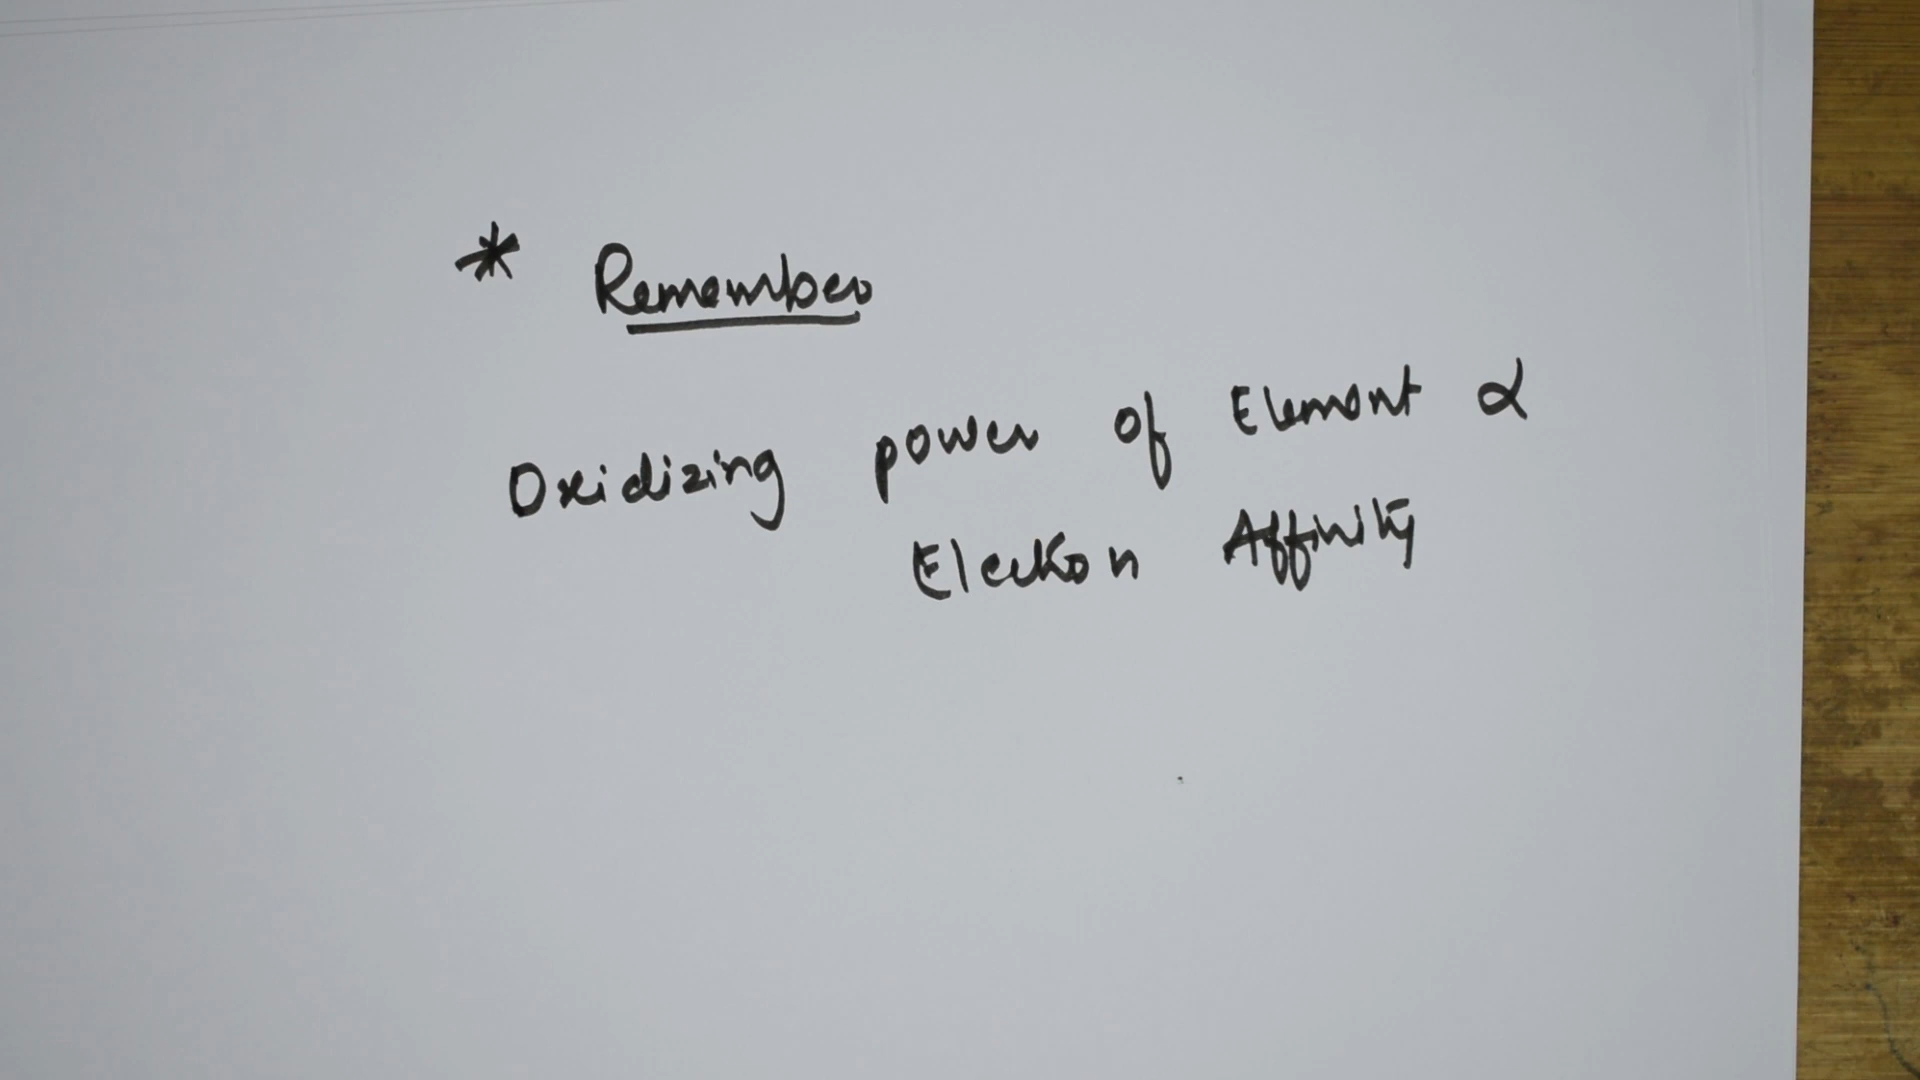 * Remember
Oxidizing power of Element α
Electron Affinity